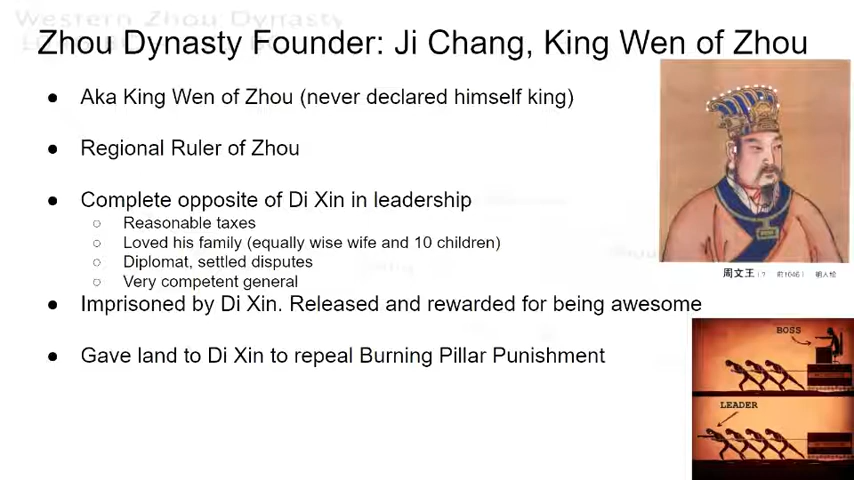 Western Zhou Dynasty
Zhou Dynasty Founder: Ji Chang, King Wen of Zhou
● Aka King Wen of Zhou (never declared himself king)
● Regional Ruler of Zhou
● Complete opposite of Di Xin in leadership
○ Reasonable taxes
○ Loved his family (equally wise wife and 10 children)
○ Diplomat, settled disputes
○ Very competent general
● Imprisoned by Di Xin. Released and rewarded for being awesome
● Gave land to Di Xin to repeal Burning Pillar Punishment
周文王
BOSS
LEADER